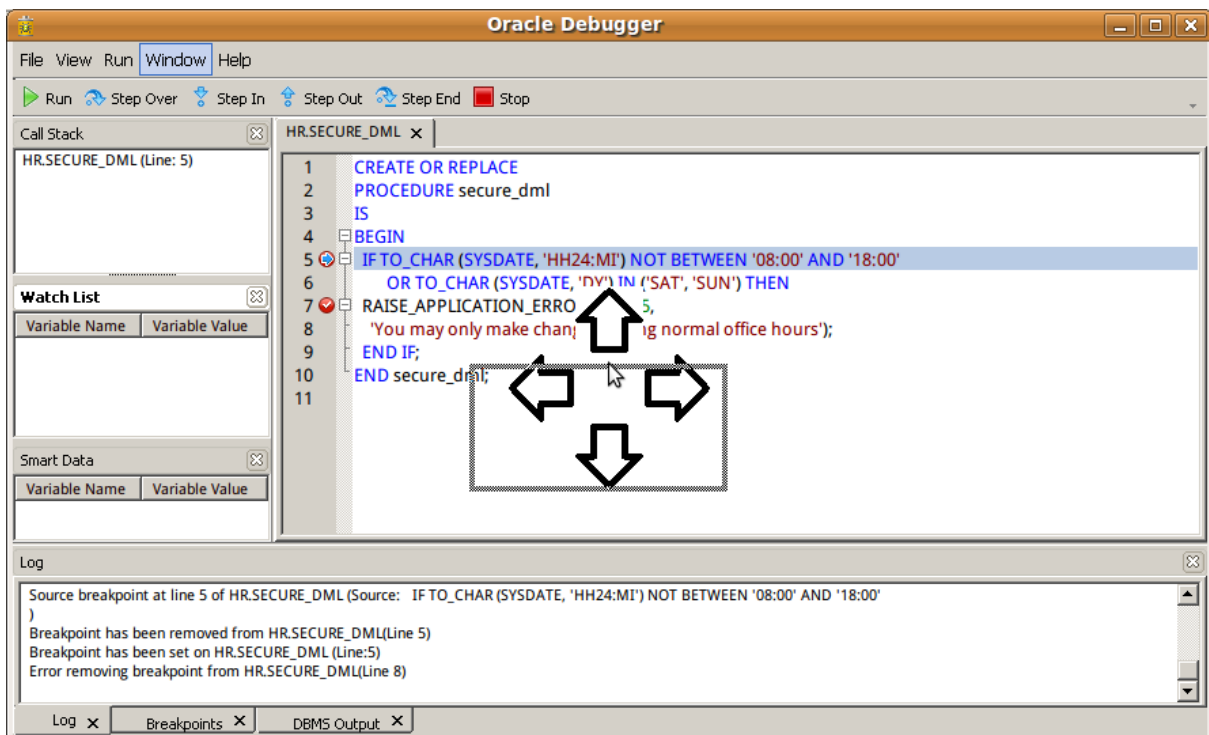 Oracle Debugger
File View Run Window Help
Run Step Over Step In Step Out Step End Stop
Call Stack
HR.SECURE_DML (Line: 5)
Watch List
Variable Name Variable Value
Smart Data
Variable Name Variable Value
HR.SECURE_DML
1 CREATE OR REPLACE
2 PROCEDURE secure_dml
3 IS
4 BEGIN
5 IF TO_CHAR (SYSDATE, 'HH24:MI') NOT BETWEEN '08:00' AND '18:00'
6 OR TO_CHAR (SYSDATE, 'DY') IN ('SAT', 'SUN') THEN
7 RAISE_APPLICATION_ERRO 5,
8 'You may only make chang g normal office hours');
9 END IF;
10 END secure_dml;
11
Log
Source breakpoint at line 5 of HR.SECURE_DML (Source: IF TO_CHAR (SYSDATE, 'HH24:MI') NOT BETWEEN '08:00' AND '18:00'
)
Breakpoint has been removed from HR.SECURE_DML(Line 5)
Breakpoint has been set on HR.SECURE_DML (Line:5)
Error removing breakpoint from HR.SECURE_DML(Line 8)
Log Breakpoints DBMS Output